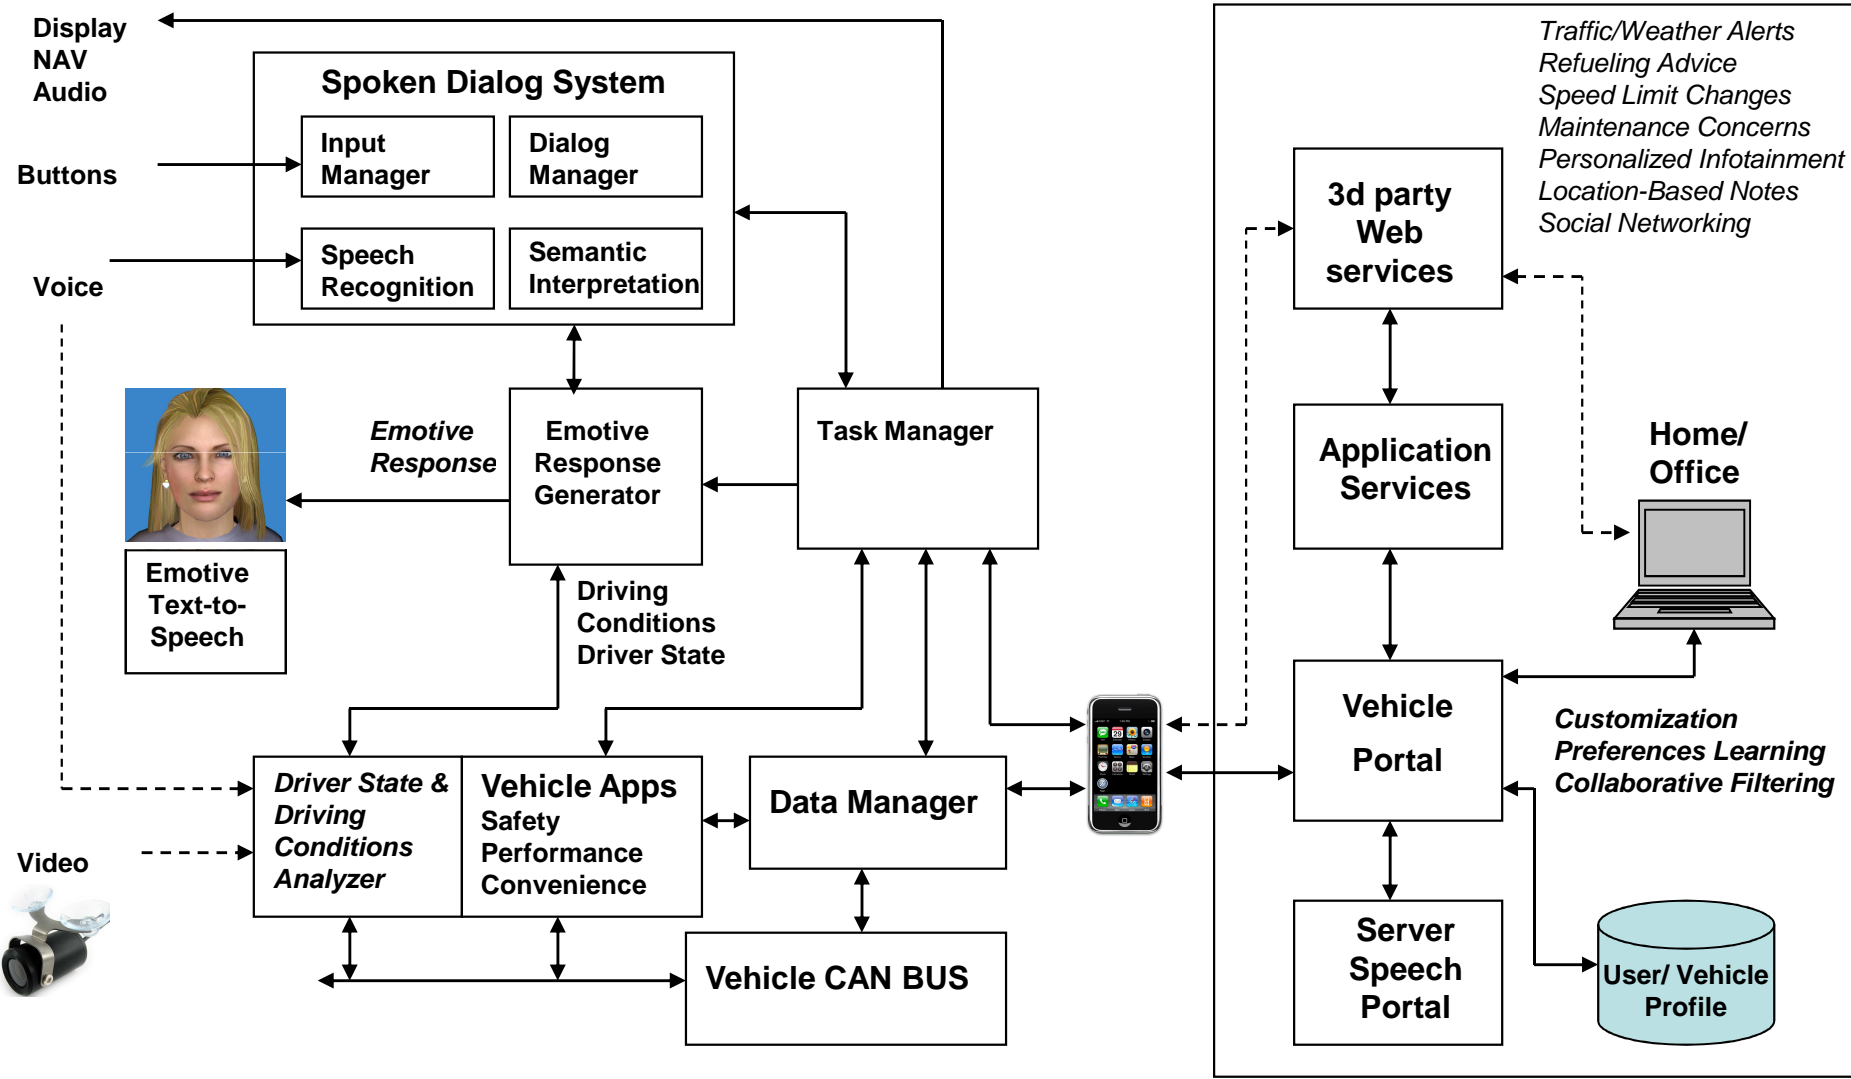 Display
NAV
Audio
Buttons
Voice
Spoken Dialog System
Input
Manager
Dialog
Manager
Speech
Recognition
Semantic
Interpretation
Emotive
Response
Emotive
Response
Generator
Task Manager
Emotive
Text-to-
Speech
Driving
Conditions
Driver State
Video
Driver State &
Driving
Conditions
Analyzer
Vehicle Apps
Safety
Performance
Convenience
Data Manager
Vehicle CAN BUS
Traffic/Weather Alerts
Refueling Advice
Speed Limit Changes
Maintenance Concerns
Personalized Infotainment
Location-Based Notes
Social Networking
3d party
Web
services
Application
Services
Home/
Office
Vehicle
Portal
Customization
Preferences Learning
Collaborative Filtering
Server
Speech
Portal
User/ Vehicle
Profile